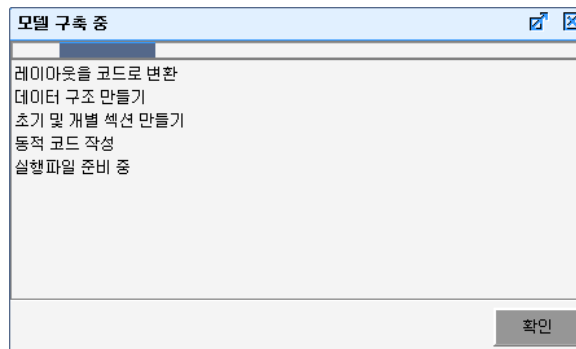 모델 구축 중
레이아웃을 코드로 변환
데이터 구조 만들기
초기 및 개별 섹션 만들기
동적 코드 작성
실행파일 준비 중
확인